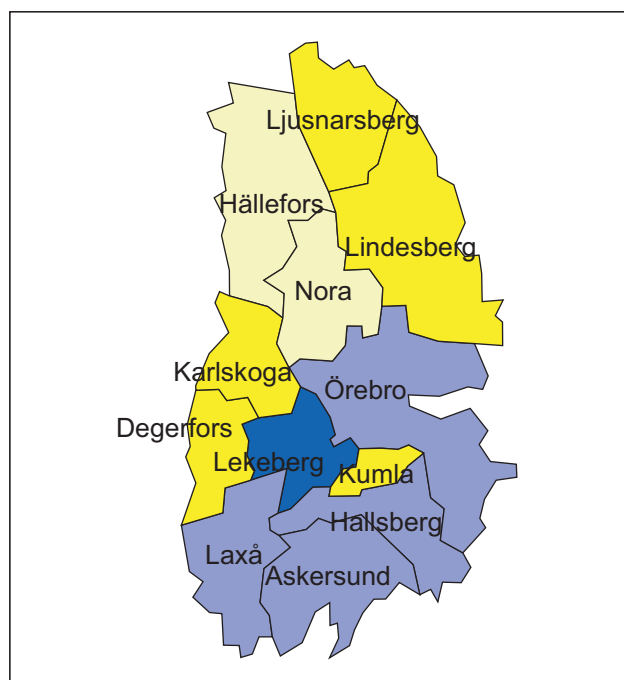 Ljusnarsberg
Hällefors
Lindesberg
Nora
Karlskoga
Örebro
Degerfors
Lekeberg
Kumla
Hallsberg
Laxå
Askersund